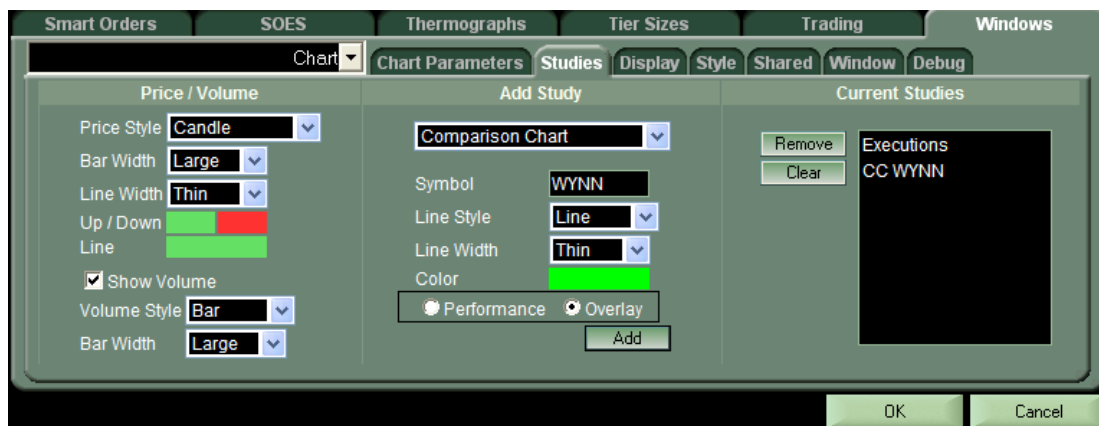 Smart Orders SOES Thermographs Tier Sizes Trading Windows
Chart Chart Parameters Studies Display Style Shared Window Debug
Price / Volume
Price Style Candle
Bar Width Large
Line Width Thin
Up / Down
Line
Show Volume
Volume Style Bar
Bar Width Large
Add Study
Comparison Chart
Symbol WYNN
Line Style Line
Line Width Thin
Color
Performance Overlay
Add
Current Studies
Remove
Clear
Executions
CC WYNN
OK Cancel